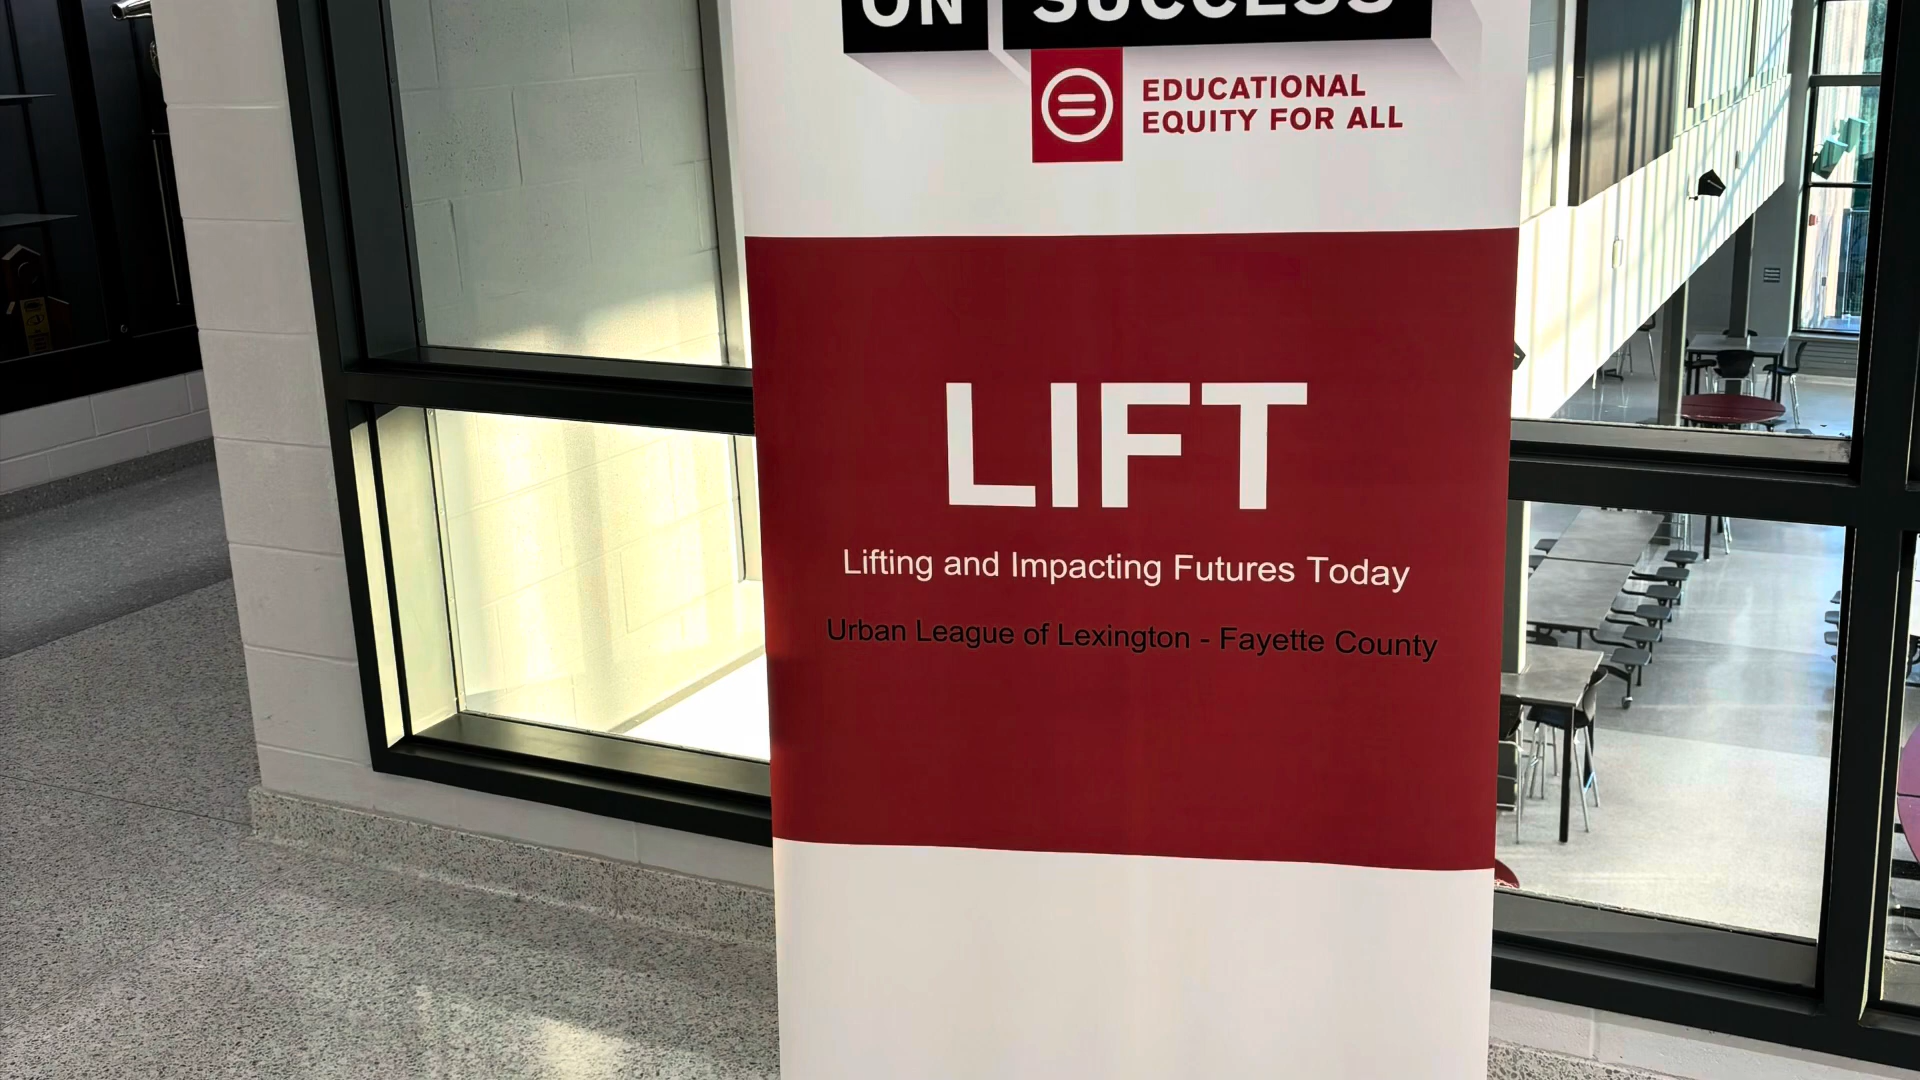 ON SUCCESS
EDUCATIONAL
EQUITY FOR ALL
LIFT
Lifting and Impacting Futures Today
Urban League of Lexington - Fayette County